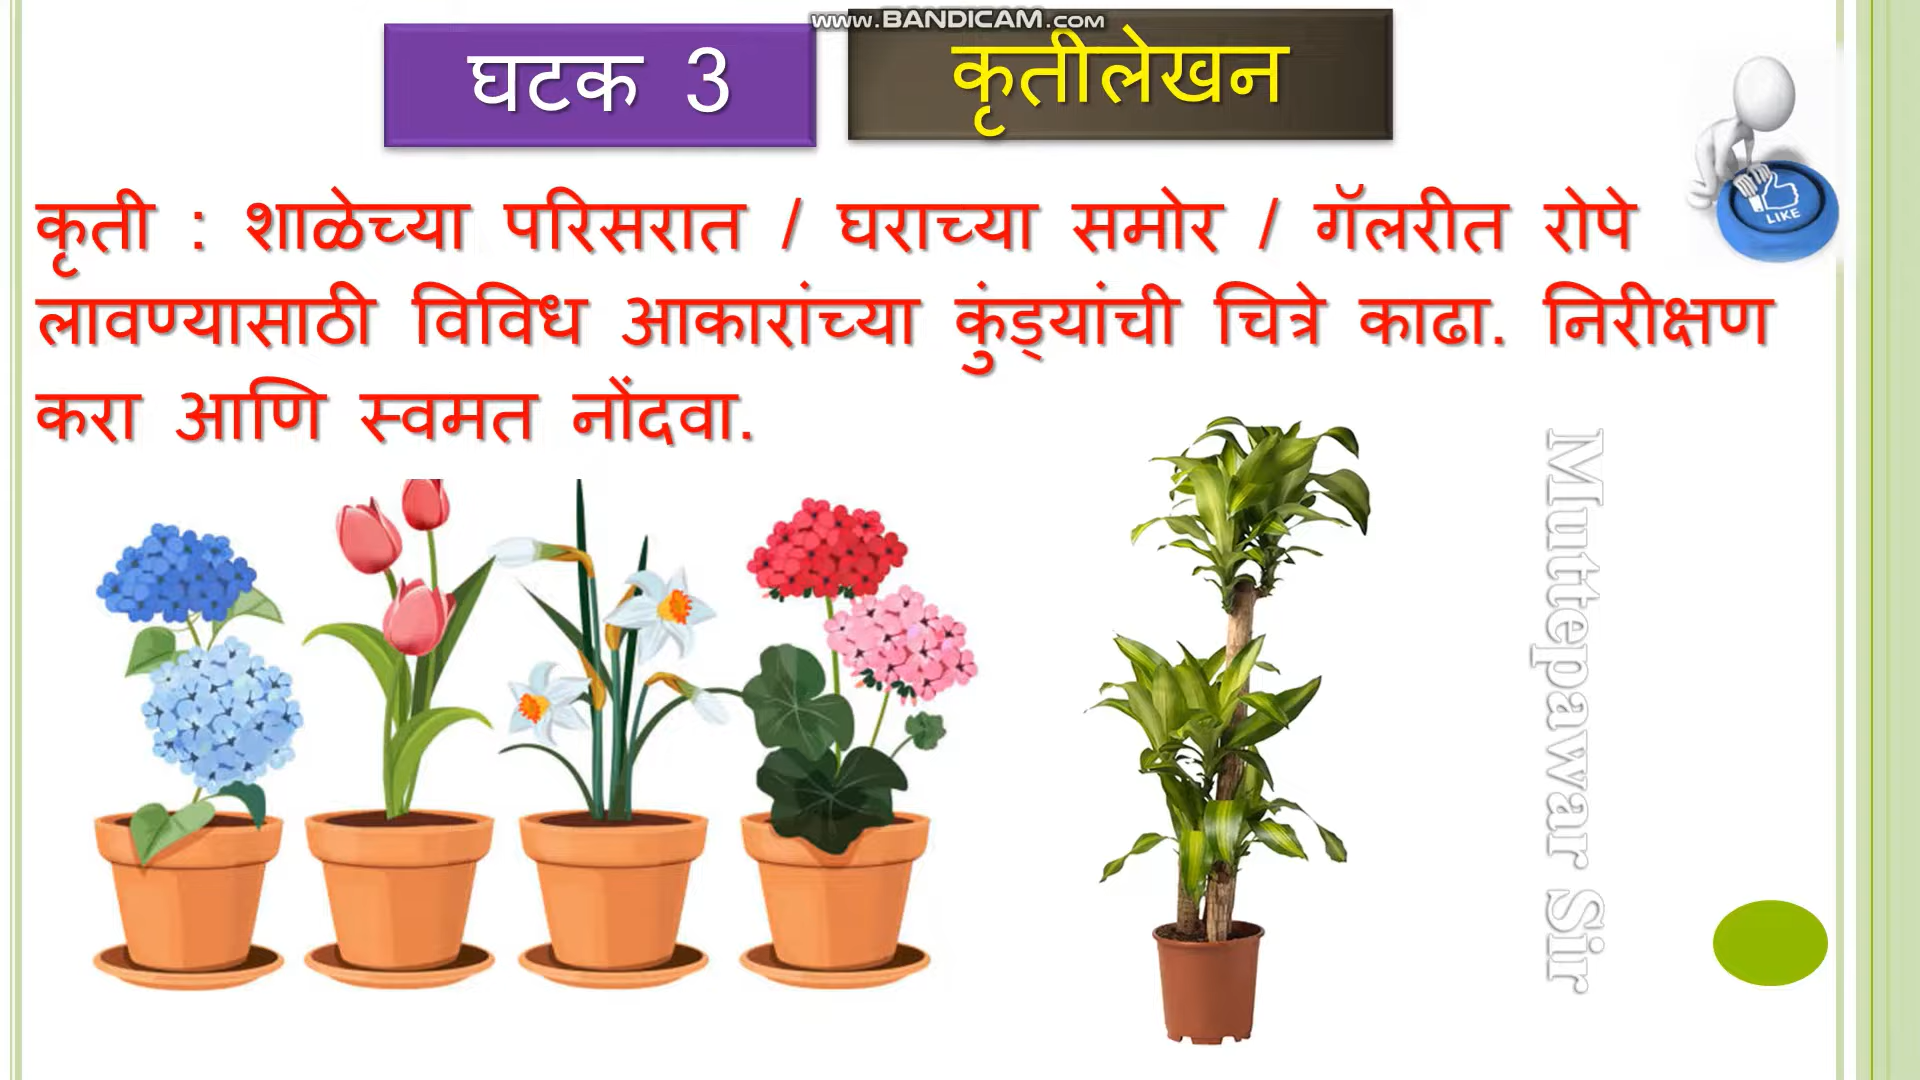 www.BANDICAM.com
घटक 3
कृतीलेखन
कृती : शाळेच्या परिसरात / घराच्या समोर / गॅलरीत रोपे
लावण्यासाठी विविध आकारांच्या कुंड्यांची चित्रे काढा. निरीक्षण
करा आणि स्वमत नोंदवा.
LIKE
Muttepawar Sir